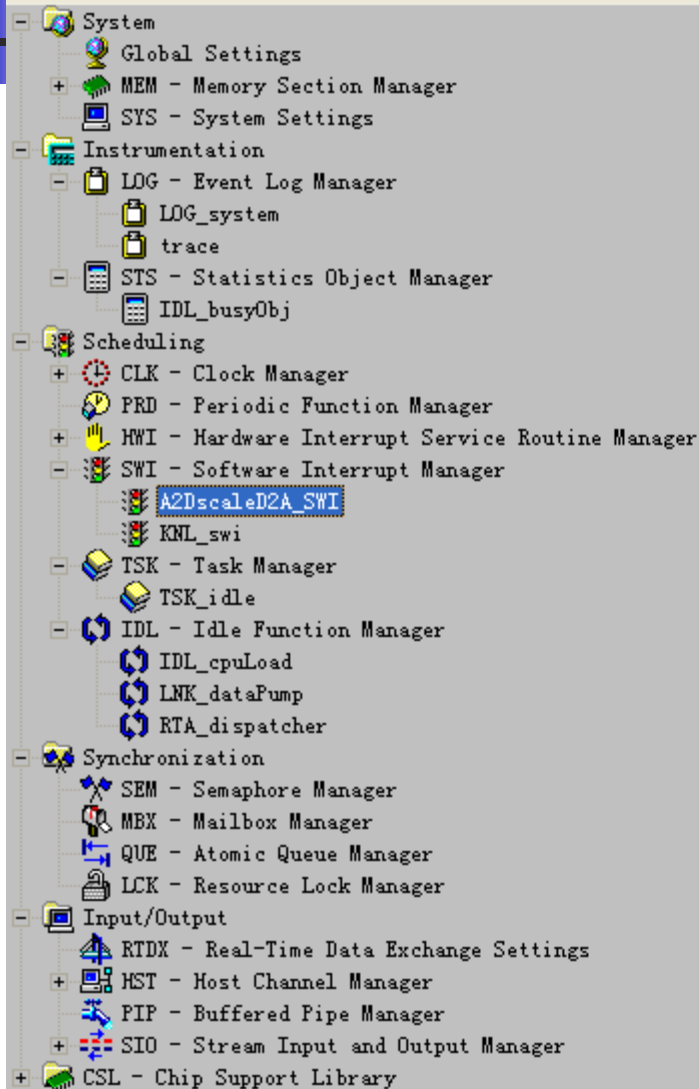 System
Global Settings
MEM - Memory Section Manager
SYS - System Settings
Instrumentation
LOG - Event Log Manager
LOG_system
trace
STS - Statistics Object Manager
IDL_busyObj
Scheduling
CLK - Clock Manager
PRD - Periodic Function Manager
HWI - Hardware Interrupt Service Routine Manager
SWI - Software Interrupt Manager
A2DscaleD2A_SWI
KNL_swi
TSK - Task Manager
TSK_idle
IDL - Idle Function Manager
IDL_cpuLoad
LNK_dataPump
RTA_dispatcher
Synchronization
SEM - Semaphore Manager
MBX - Mailbox Manager
QUE - Atomic Queue Manager
LCK - Resource Lock Manager
Input/Output
RTDX - Real-Time Data Exchange Settings
HST - Host Channel Manager
PIP - Buffered Pipe Manager
SIO - Stream Input and Output Manager
CSL - Chip Support Library